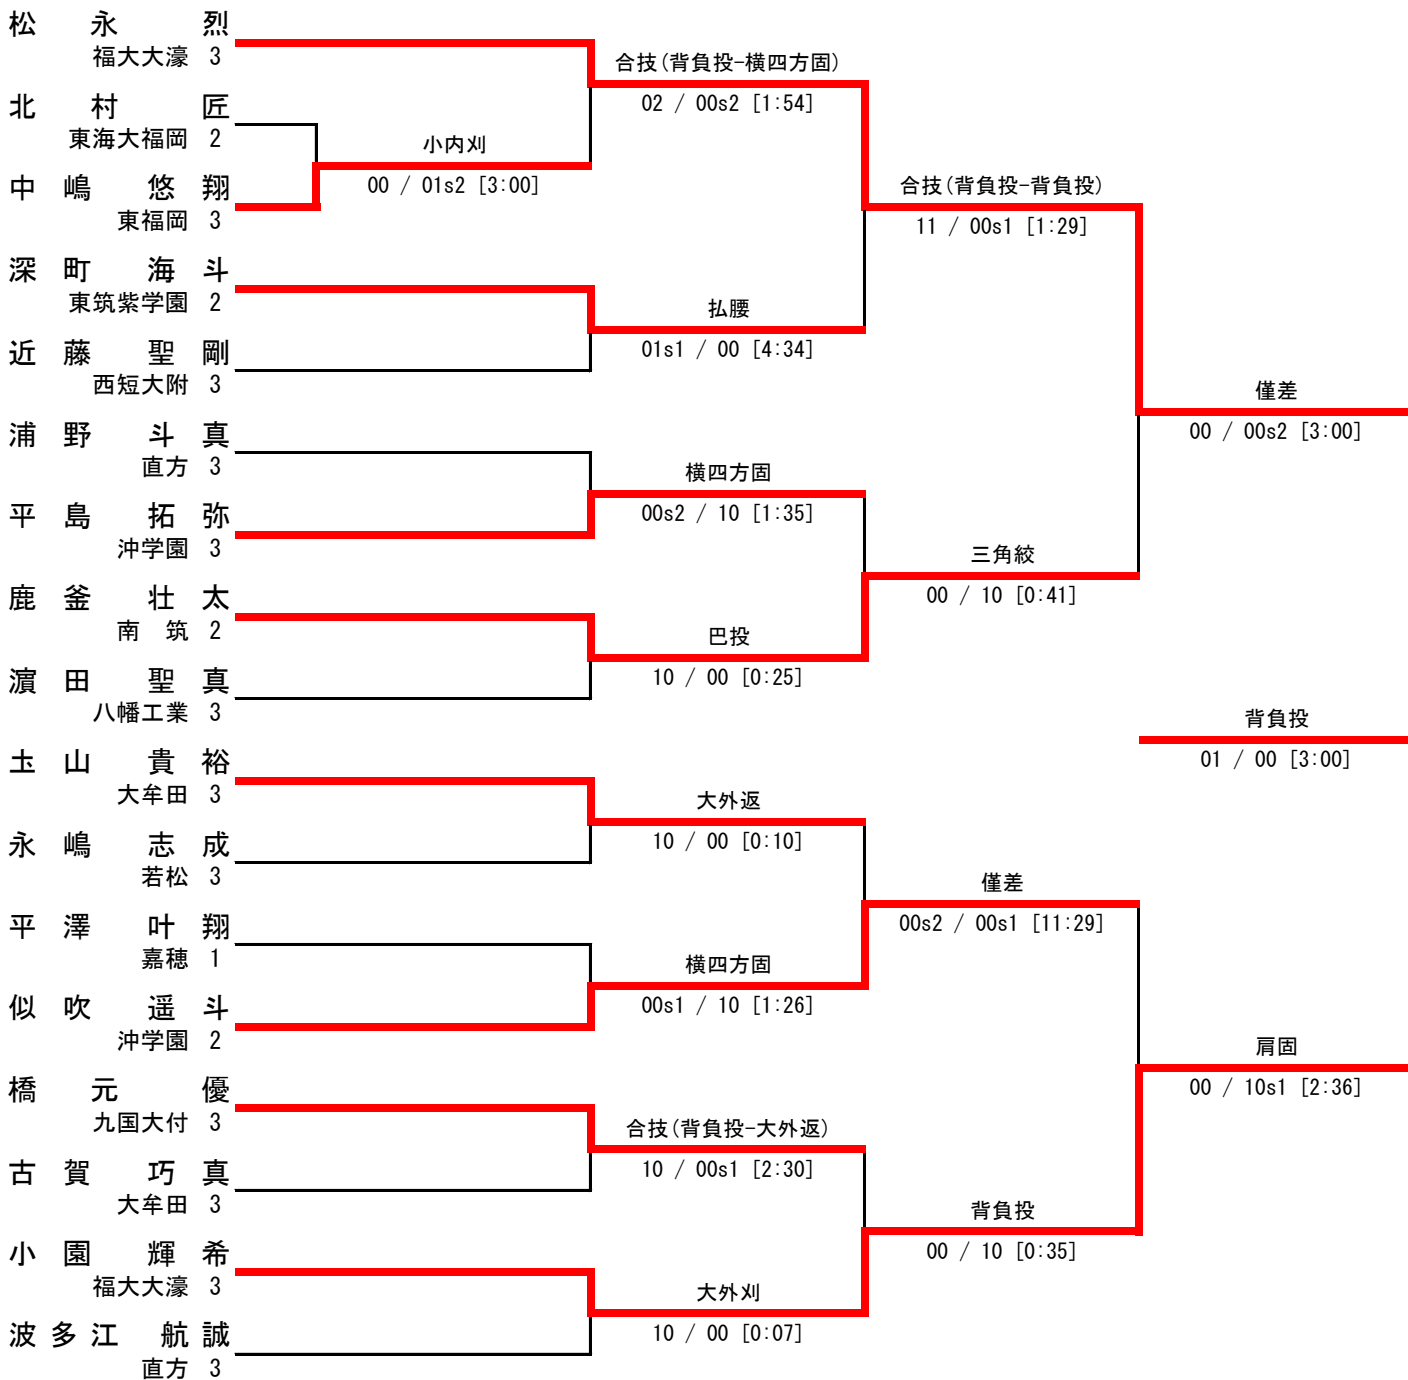 松永烈
福大大濠 3
北村匠
東海大福岡 2
中嶋悠翔
東福岡 3
深町海斗
東筑紫学園 2
近藤聖剛
西短大附 3
浦野斗真
直方 3
平島拓弥
沖学園 3
鹿釜壮太
南筑 2
濵田聖真
八幡工業 3
圡山貴裕
大牟田 3
永嶋志成
若松 3
平澤叶翔
嘉穂 1
似吹遥斗
沖学園 2
橋元優
九国大付 3
古賀巧真
大牟田 3
小園輝希
福大大濠 3
波多江航誠
直方 3
小内刈
00 / 01s2 [3:00]
合技(背負投-横四方固)
02 / 00s2 [1:54]
払腰
01s1 / 00 [4:34]
横四方固
00s2 / 10 [1:35]
巴投
10 / 00 [0:25]
大外返
10 / 00 [0:10]
横四方固
00s1 / 10 [1:26]
合技(背負投-大外返)
10 / 00s1 [2:30]
大外刈
10 / 00 [0:07]
合技(背負投-背負投)
11 / 00s1 [1:29]
三角絞
00 / 10 [0:41]
僅差
00s2 / 00s1 [11:29]
背負投
00 / 10 [0:35]
僅差
00 / 00s2 [3:00]
背負投
01 / 00 [3:00]
肩固
00 / 10s1 [2:36]